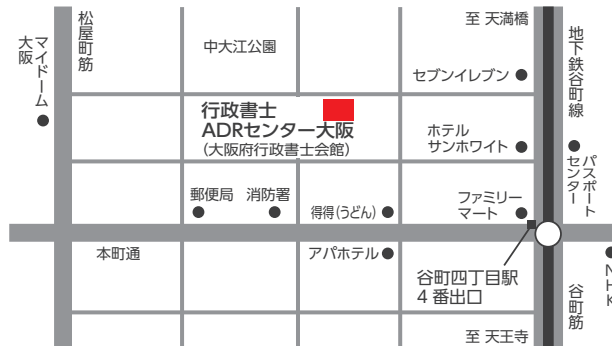 至 天満橋
松屋町筋
マイドーム
大阪
中大江公園
地下鉄谷町線
セブンイレブン
行政書士
ADRセンター大阪
(大阪府行政書士会館)
ホテル
サンホワイト
パスポート
センター
郵便局
消防署
得得(うどん)
ファミリー
マート
本町通
アパホテル
谷町四丁目駅
4 番出口
NHK
谷町筋
至 天王寺